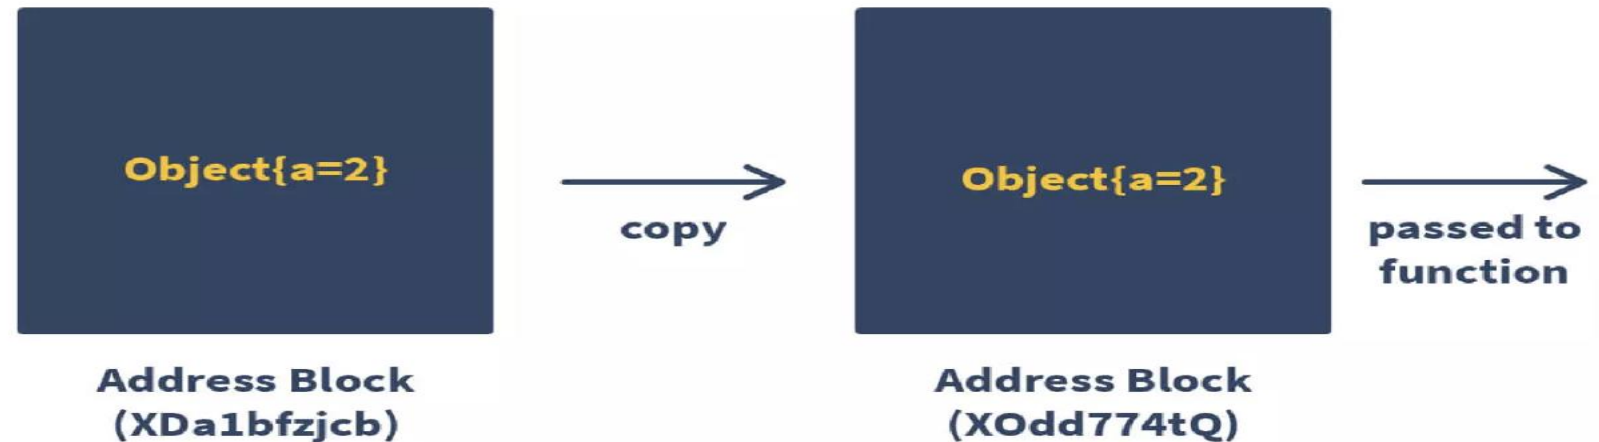 Object{a=2}
copy
Object{a=2}
passed to
function
Address Block
(XDa1bfzjcb)
Address Block
(XOdd774tQ)